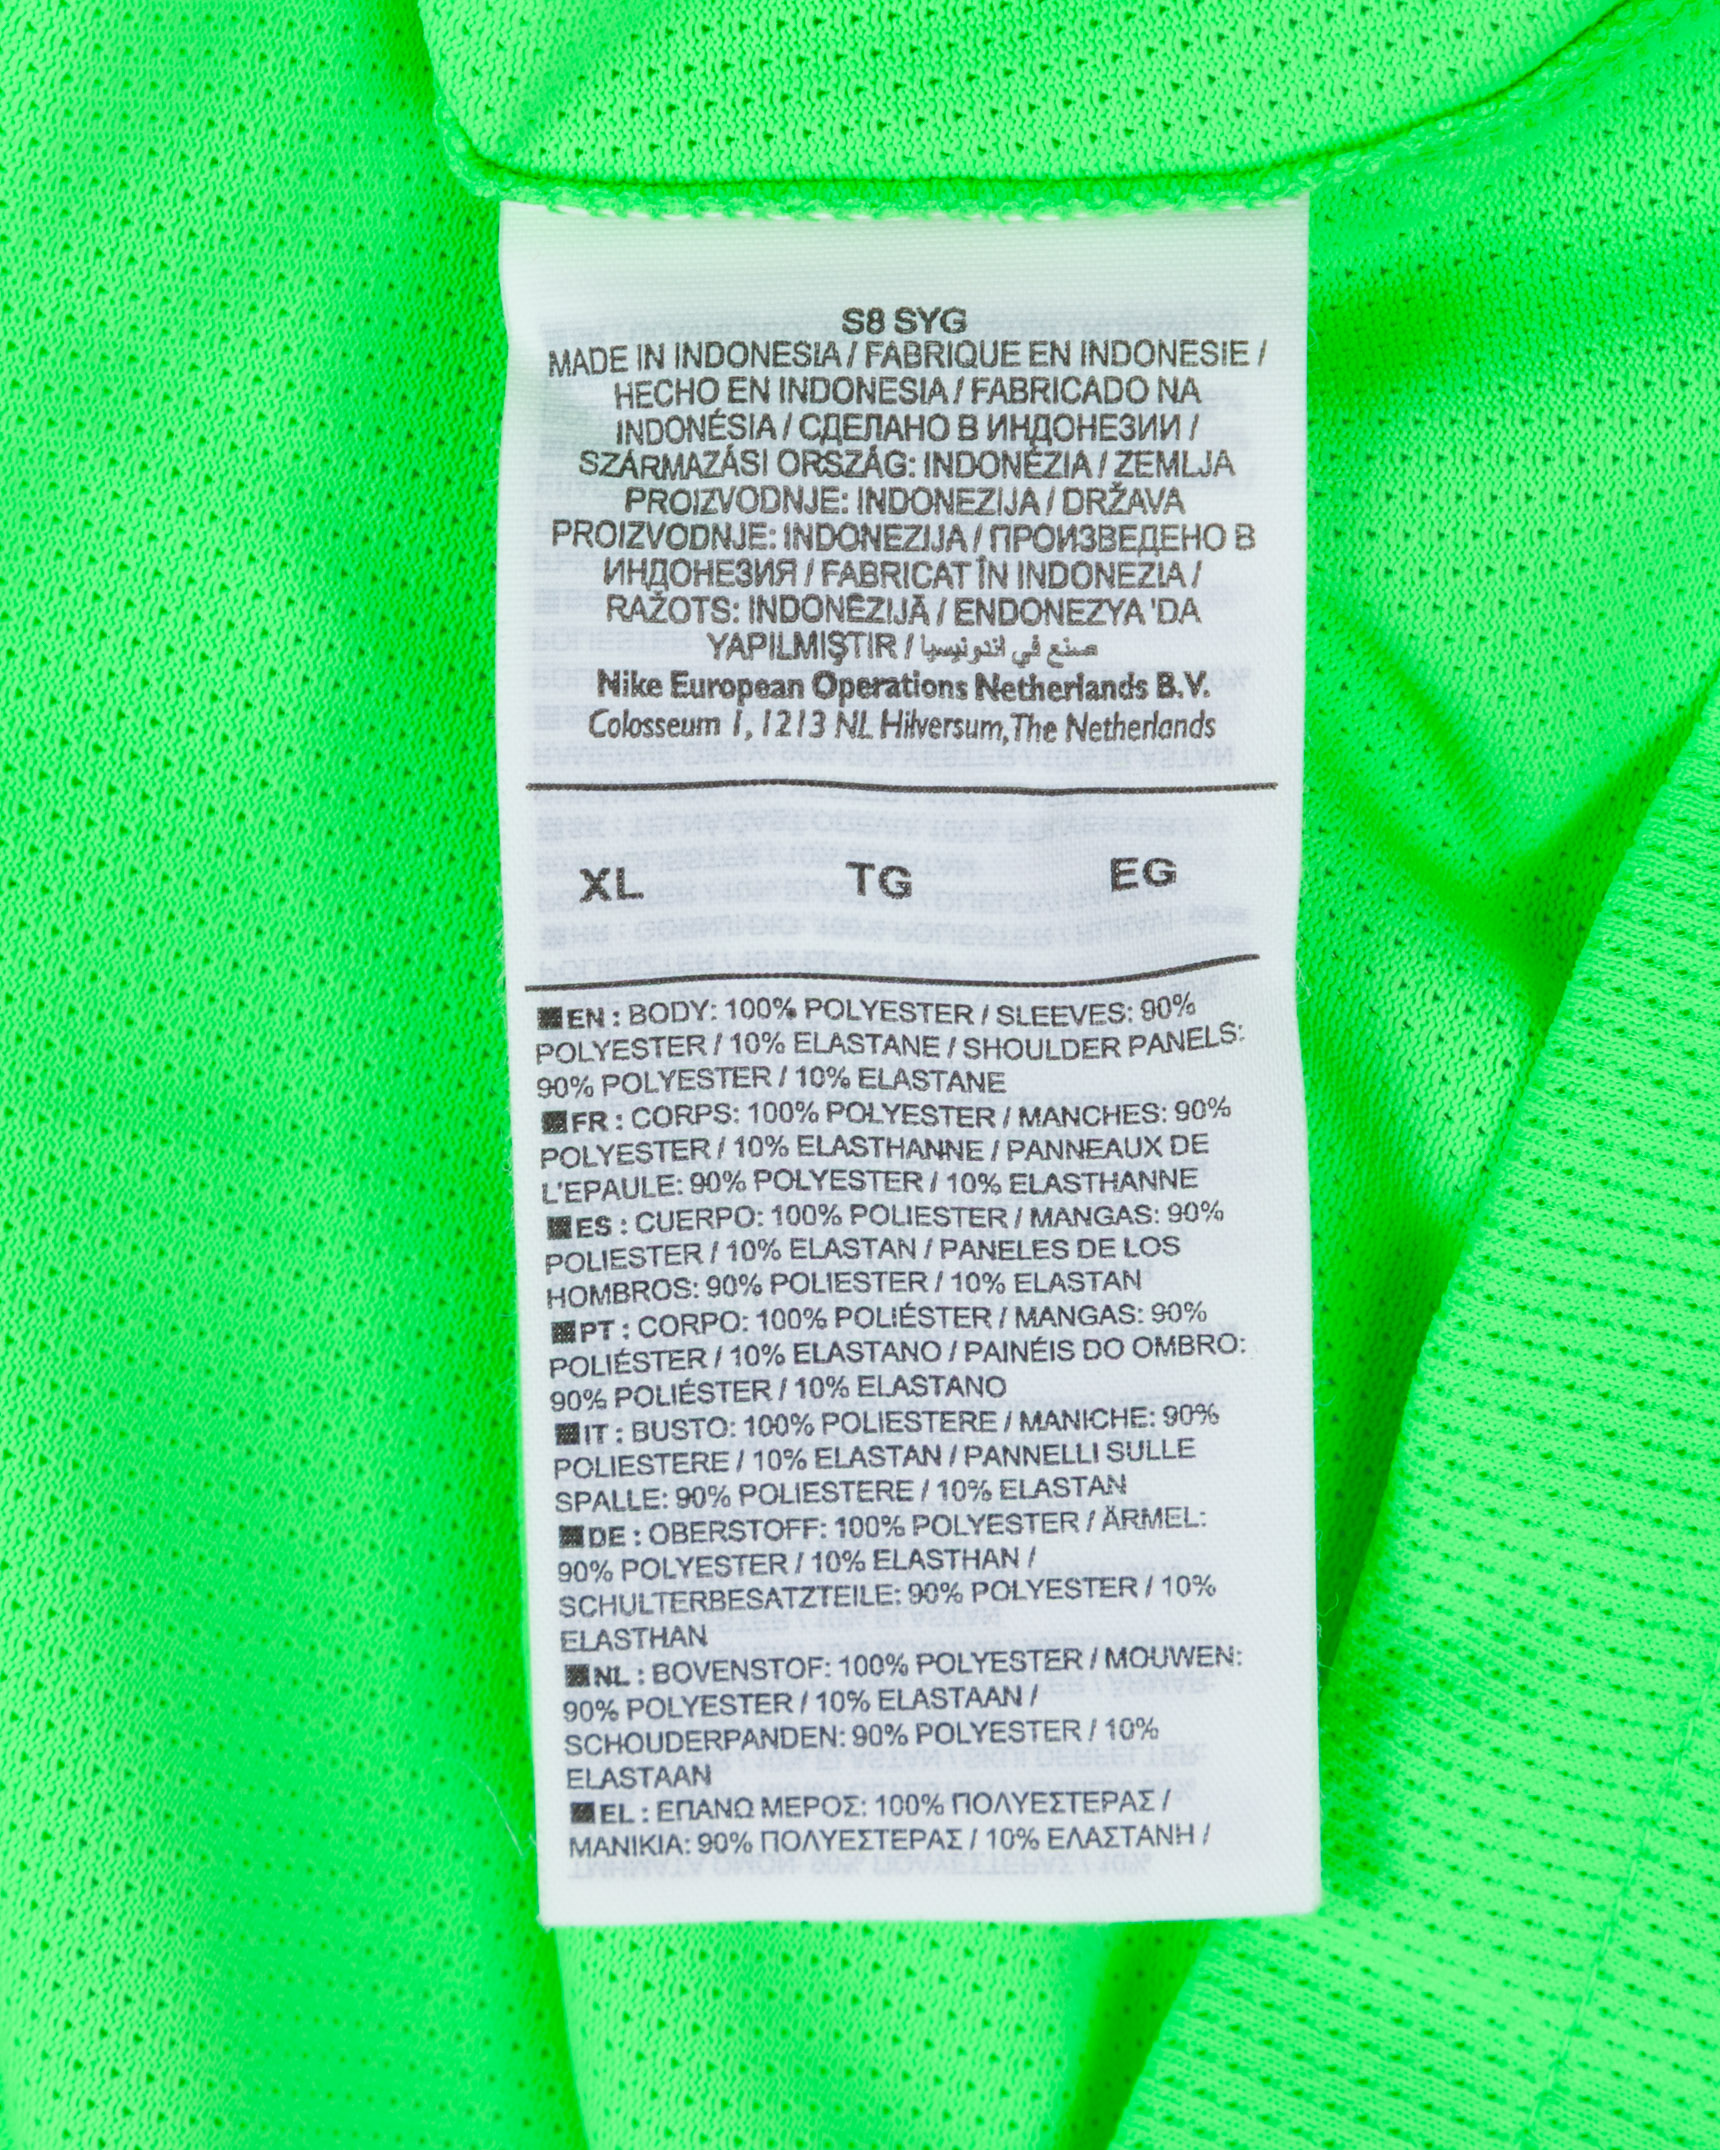 S8 SYG
MADE IN INDONESIA / FABRIQUE EN INDONESIE /
HECHO EN INDONESIA / FABRICADO NA
INDONÉSIA / СДЕЛАНО В ИНДОНЕЗИИ /
SZÁRMAZÁSI ORSZÁG: INDONÉZIA / ZEMLJA
PROIZVODNJE: INDONEZIJA / DRŽAVA
PROIZVODNJE: INDONEZIJA / ПРОИЗВЕДЕНО В
ИНДОНЕЗИЯ / FABRICAT ÎN INDONEZIA /
RAŽOTS: INDONĒZIJĀ / ENDONEZYA 'DA
YAPILMIŞTIR / صنع في اندونيسيا
Nike European Operations Netherlands B.V.
Colosseum 1, 1213 NL Hilversum, The Netherlands
XL TG EG
EN : BODY: 100% POLYESTER / SLEEVES: 90%
POLYESTER / 10% ELASTANE / SHOULDER PANELS:
90% POLYESTER / 10% ELASTANE
FR : CORPS: 100% POLYESTER / MANCHES: 90%
POLYESTER / 10% ELASTHANNE / PANNEAUX DE
L'EPAULE: 90% POLYESTER / 10% ELASTHANNE
ES : CUERPO: 100% POLIESTER / MANGAS: 90%
POLIESTER / 10% ELASTAN / PANELES DE LOS
HOMBROS: 90% POLIESTER / 10% ELASTAN
PT : CORPO: 100% POLIÉSTER / MANGAS: 90%
POLIÉSTER / 10% ELASTANO / PAINÉIS DO OMBRO:
90% POLIÉSTER / 10% ELASTANO
IT : BUSTO: 100% POLIESTERE / MANICHE: 90%
POLIESTERE / 10% ELASTAN / PANNELLI SULLE
SPALLE: 90% POLIESTERE / 10% ELASTAN
DE : OBERSTOFF: 100% POLYESTER / ÄRMEL:
90% POLYESTER / 10% ELASTHAN /
SCHULTERBESATZTEILE: 90% POLYESTER / 10%
ELASTHAN
NL : BOVENSTOF: 100% POLYESTER / MOUWEN:
90% POLYESTER / 10% ELASTAAN /
SCHOUDERPANDEN: 90% POLYESTER / 10%
ELASTAAN
EL : ΕΠΑΝΩ ΜΕΡΟΣ: 100% ΠΟΛΥΕΣΤΕΡΑΣ /
ΜΑΝΙΚΙΑ: 90% ΠΟΛΥΕΣΤΕΡΑΣ / 10% ΕΛΑΣΤΑΝΗ /